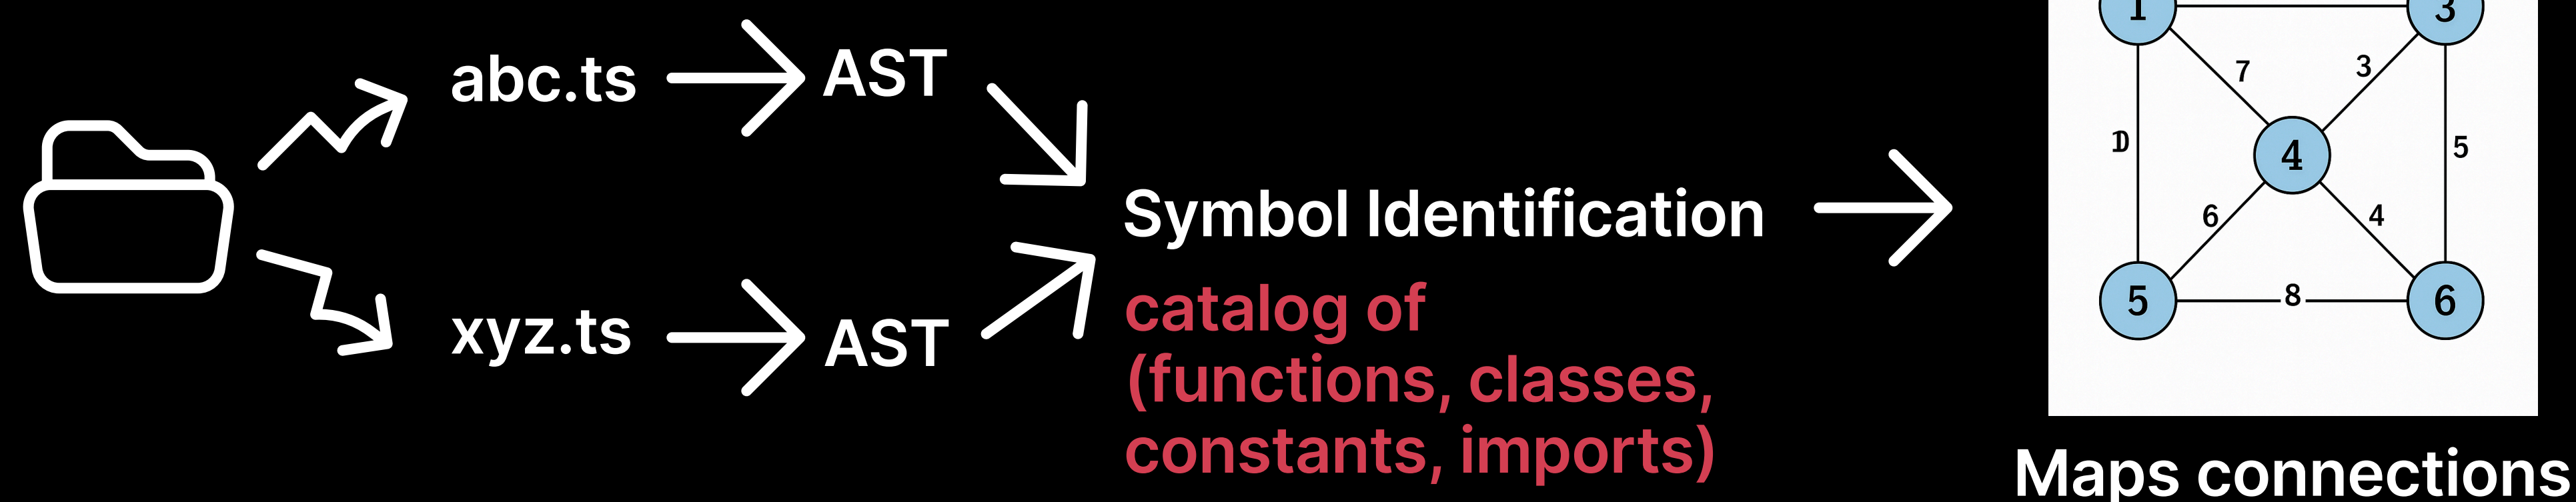 abc.ts
AST
xyz.ts
AST
Symbol Identification
catalog of
(functions, classes,
constants, imports)
1
3
7
3
10
4
5
6
4
5
8
6
Maps connections